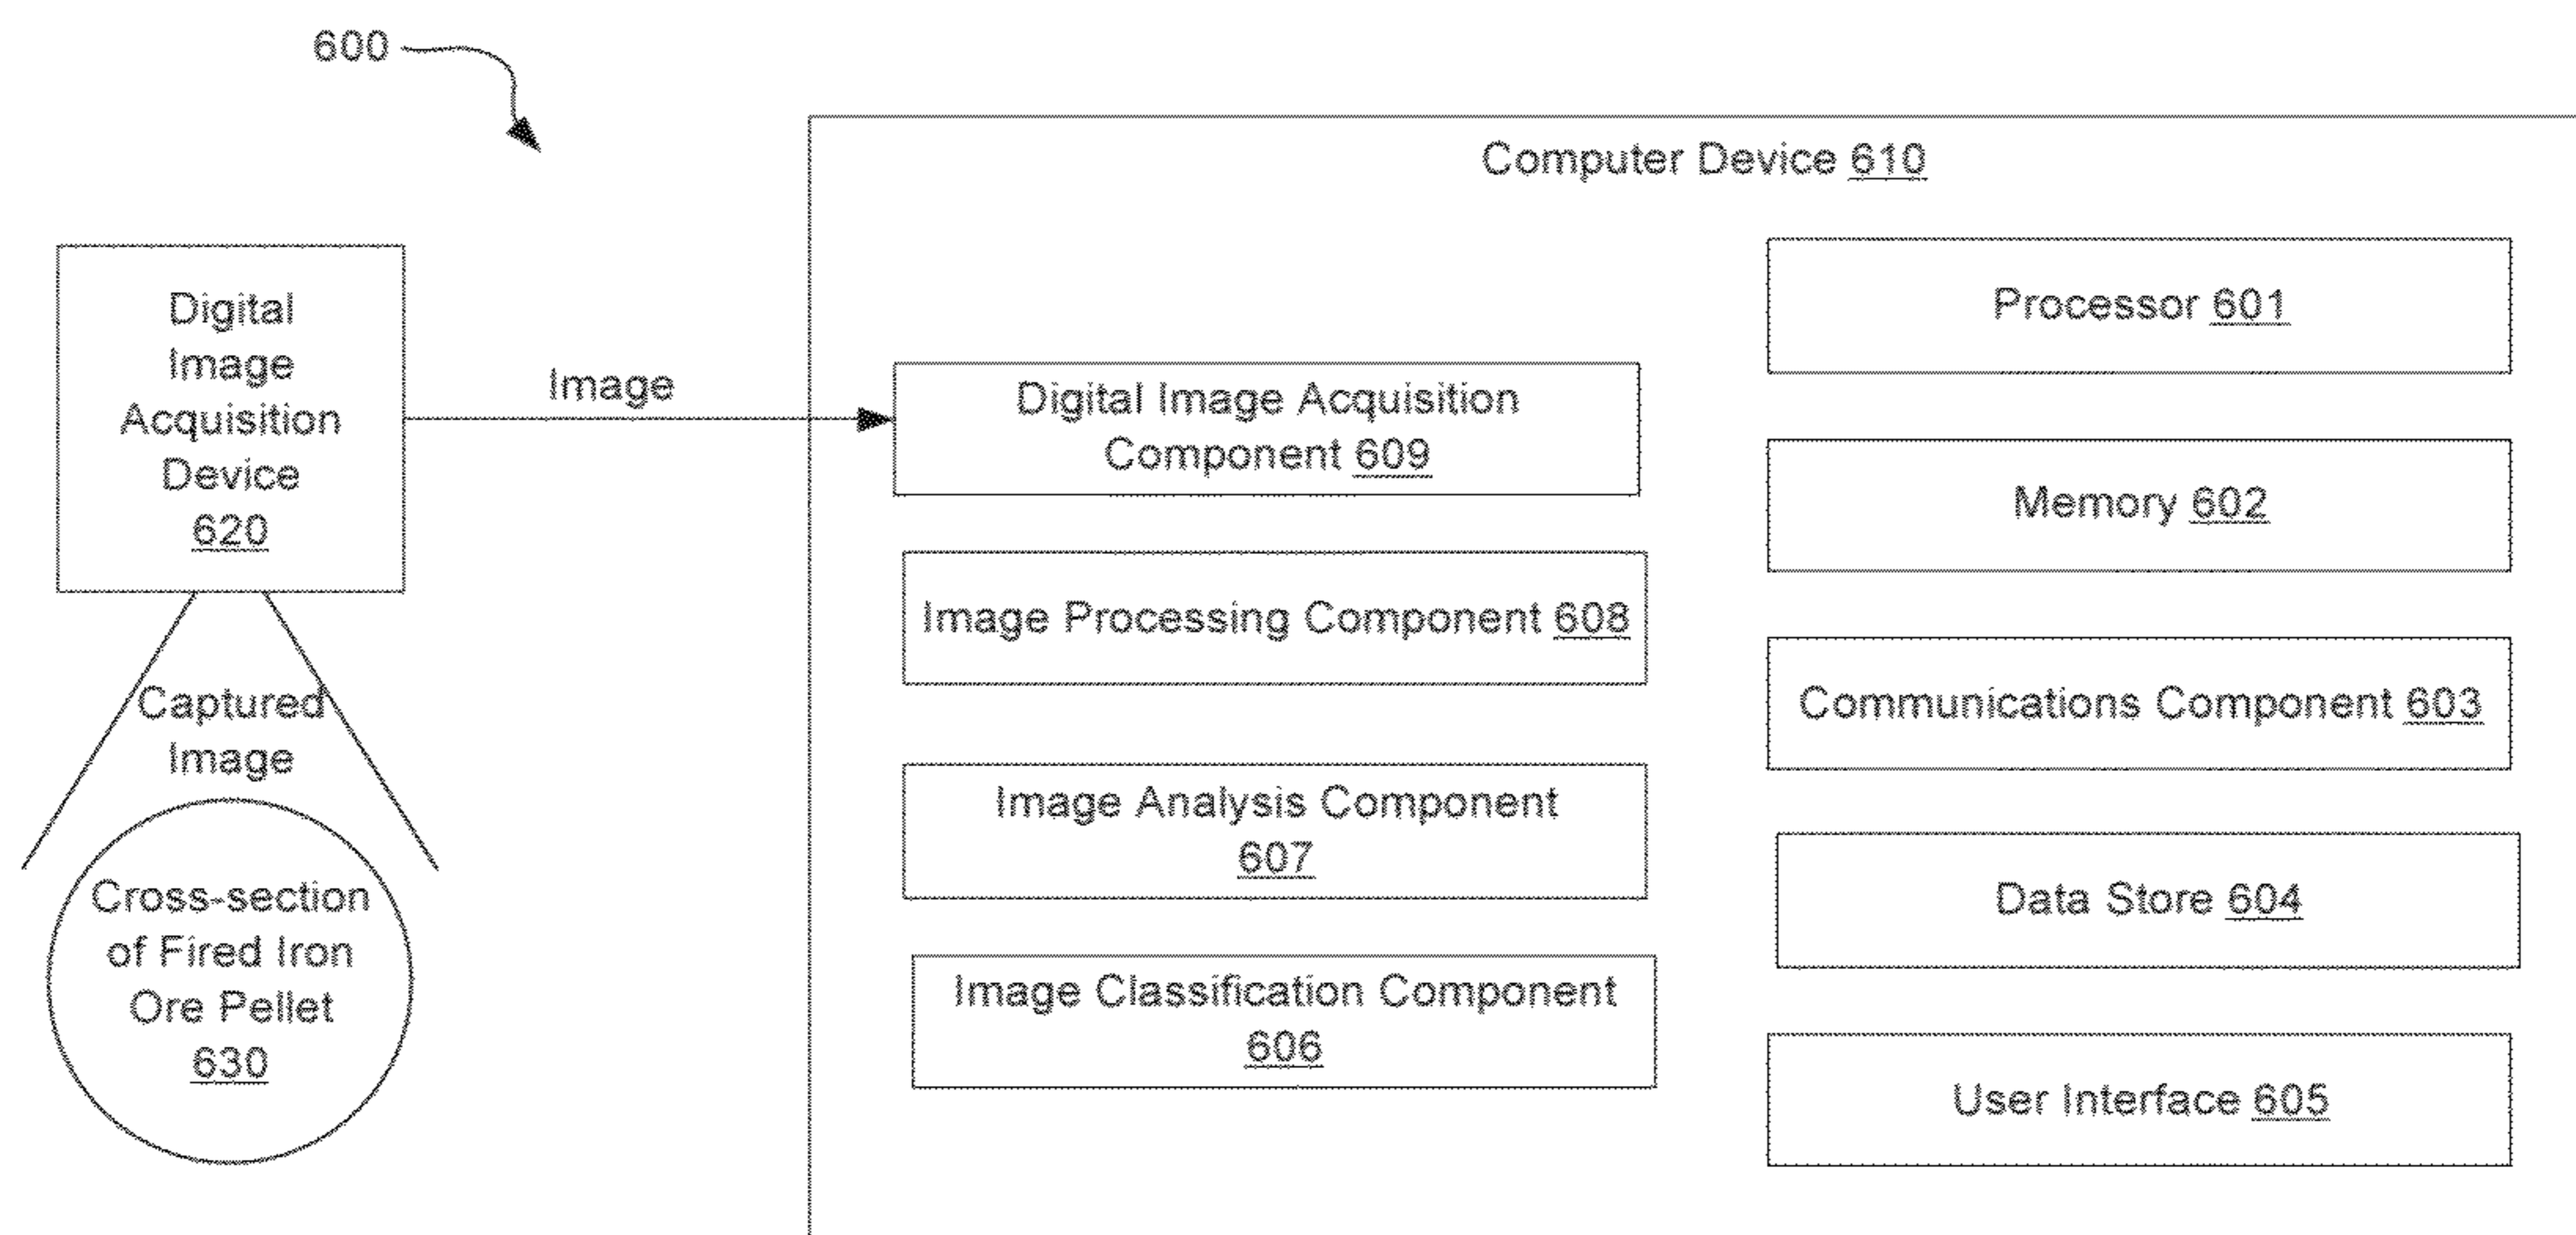 600
Computer Device 610
Digital
Image
Acquisition
Device
620
Image
Captured
Image
Cross-section
of Fired Iron
Ore Pellet
630
Digital Image Acquisition
Component 609
Image Processing Component 608
Image Analysis Component
607
Image Classification Component
606
Processor 601
Memory 602
Communications Component 603
Data Store 604
User Interface 605